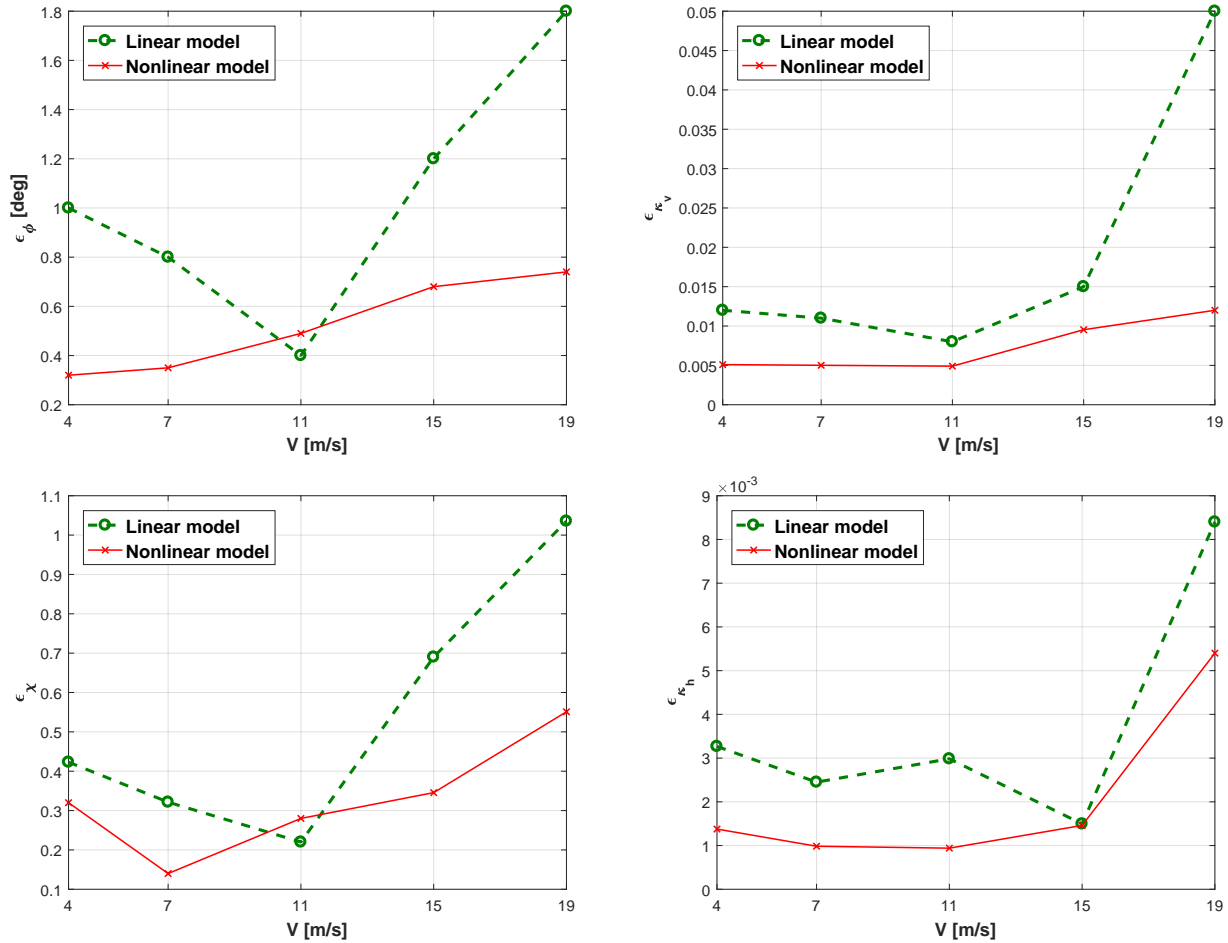 1.8
1.6
1.4
1.2
1
0.8
0.6
0.4
0.2
ϵ_ϕ [deg]
Linear model
Nonlinear model
4 7 11 15 19
V [m/s]
0.05
0.045
0.04
0.035
0.03
0.025
0.02
0.015
0.01
0.005
0
ϵ_κ_v
Linear model
Nonlinear model
4 7 11 15 19
V [m/s]
1.1
1
0.9
0.8
0.7
0.6
0.5
0.4
0.3
0.2
0.1
ϵ_χ
Linear model
Nonlinear model
4 7 11 15 19
V [m/s]
×10^-3
9
8
7
6
5
4
3
2
1
0
ϵ_κ_h
Linear model
Nonlinear model
4 7 11 15 19
V [m/s]